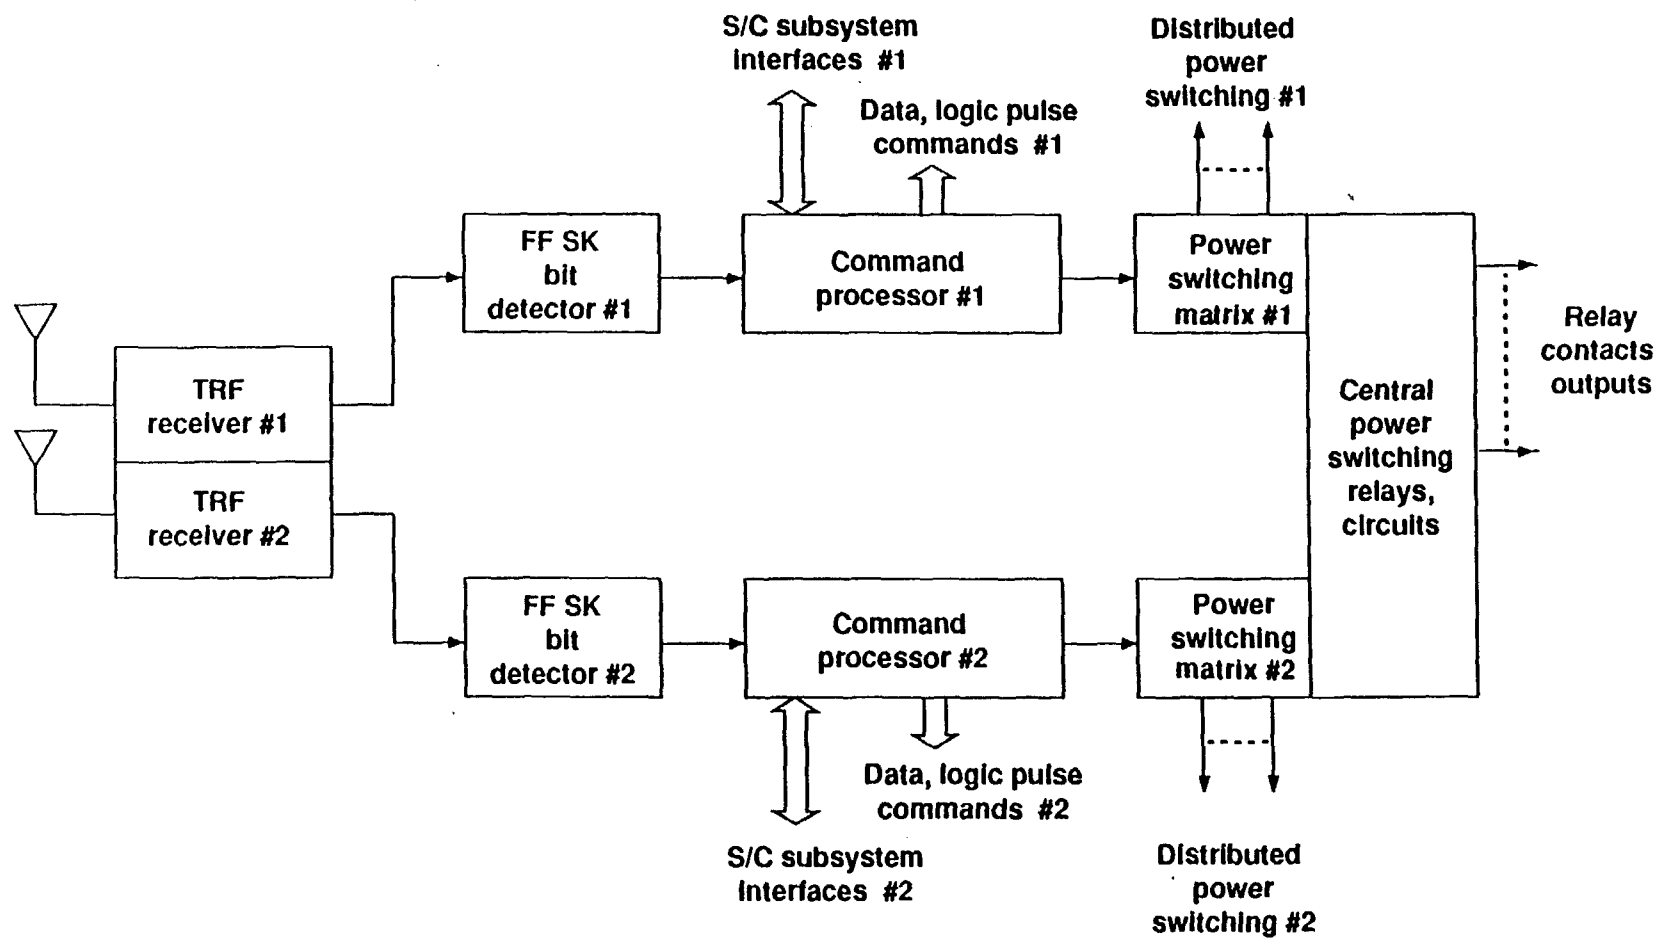 S/C subsystem
interfaces #1
Distributed
power
switching #1
Data, logic pulse
commands #1
FF SK
bit
detector #1
Command
processor #1
Power
switching
matrix #1
TRF
receiver #1
TRF
receiver #2
Central
power
switching
relays,
circuits
Relay
contacts
outputs
FF SK
bit
detector #2
Command
processor #2
Power
switching
matrix #2
Data, logic pulse
commands #2
S/C subsystem
interfaces #2
Distributed
power
switching #2